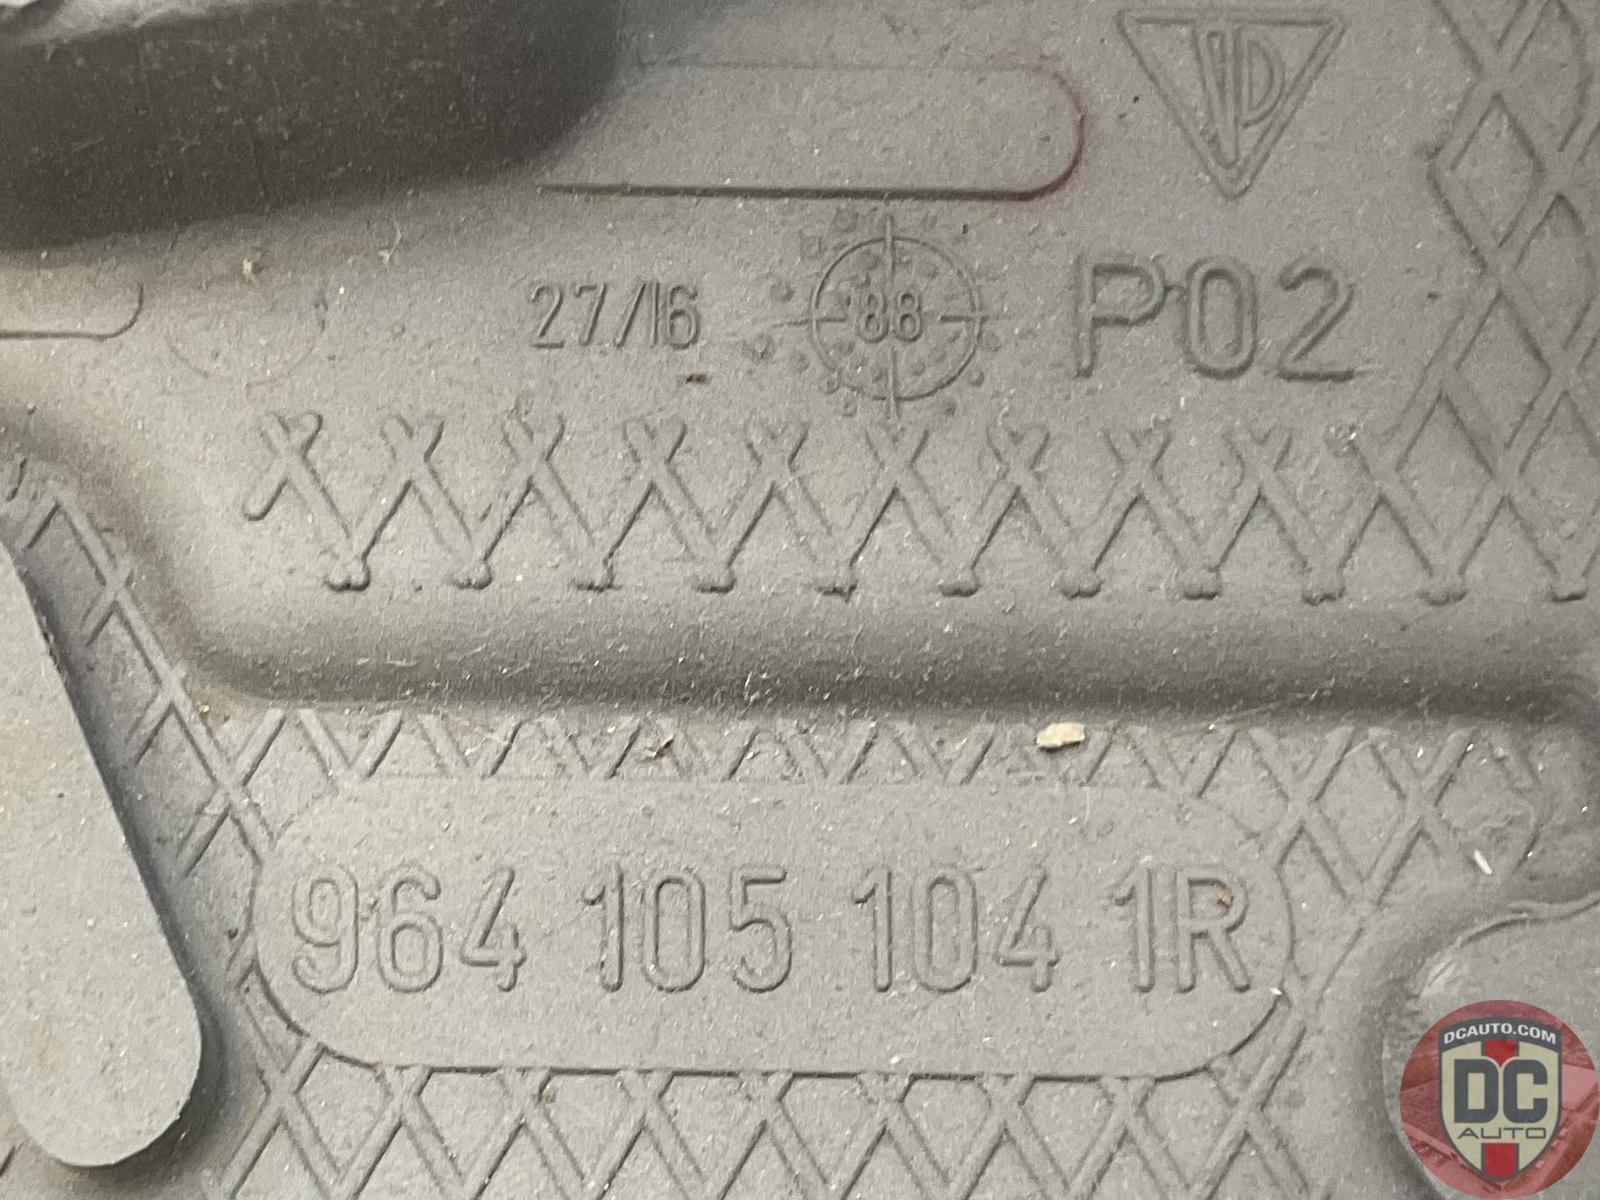 27/16 88 P02
964 105 104 1R
DCAUTO.COM
DC
AUTO